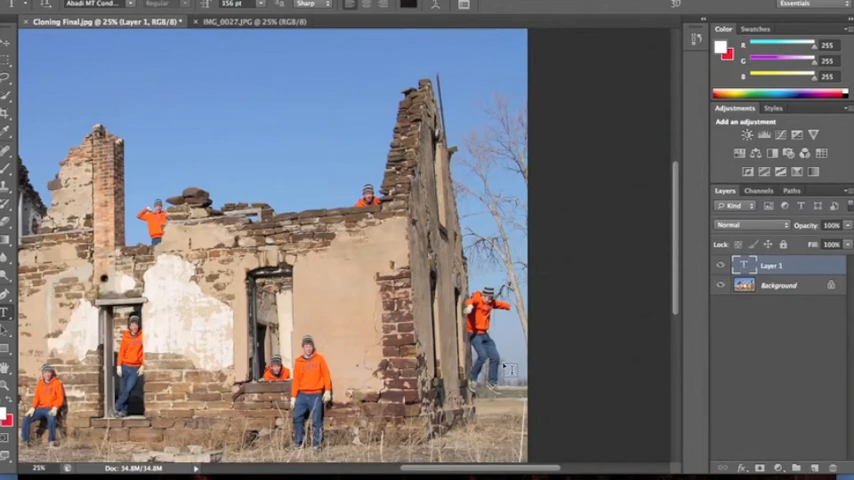 Abadi MT Cond... Regular 156 pt Sharp Essentials
× Cloning Final.jpg @ 25% (Layer 1, RGB/8) * × IMG_0027.JPG @ 25% (RGB/8)
Color Swatches
R 255
G 255
B 255
Adjustments Styles
Add an adjustment
Layers Channels Paths
Kind
Normal Opacity: 100%
Lock: Fill: 100%
T Layer 1
Background
25% Doc: 34.8M/34.8M